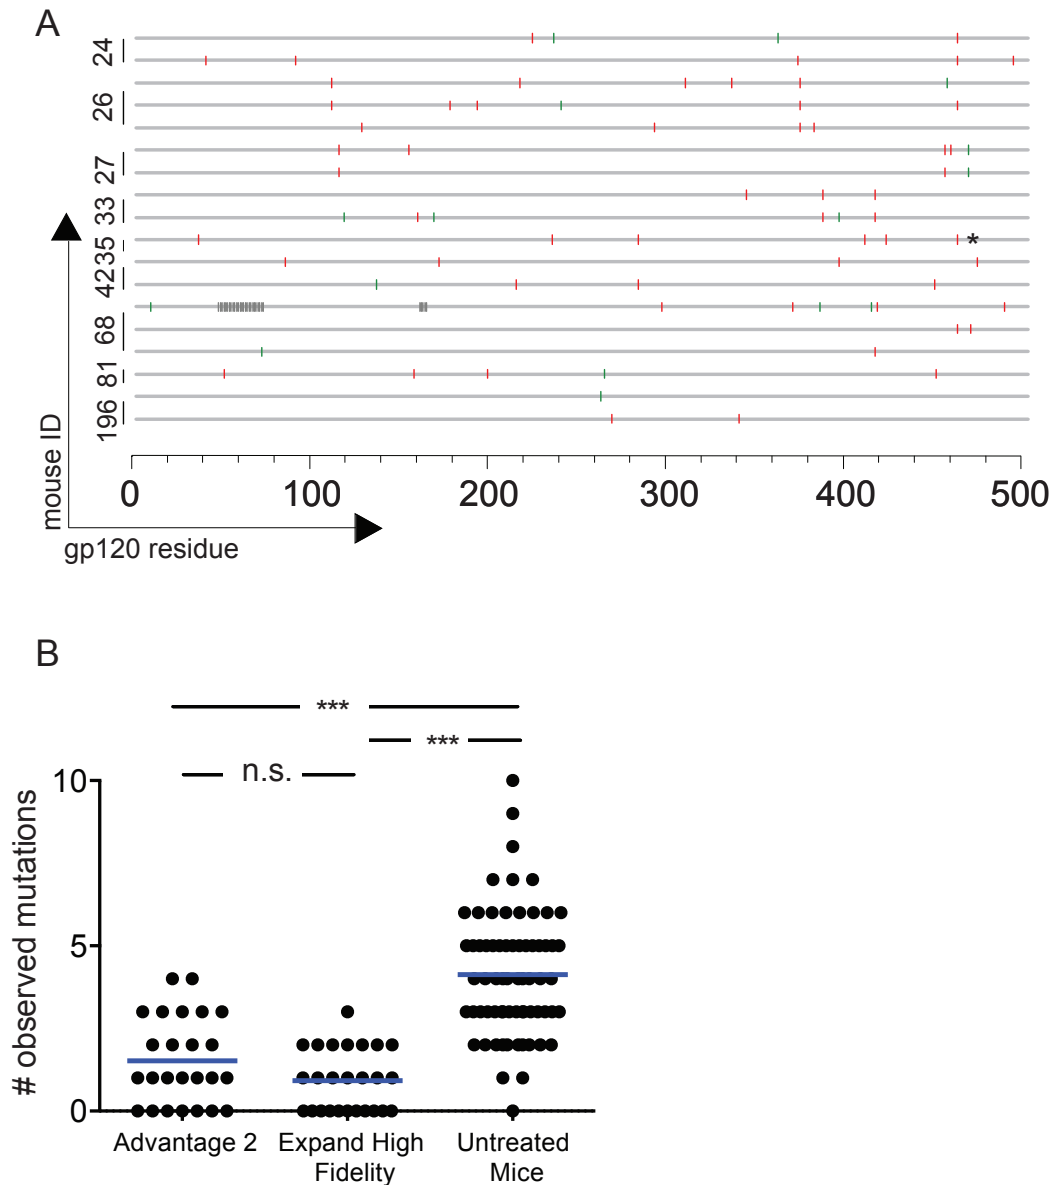 A
24
26
27
33
35
42
68
81
196
*
mouse ID
0 100 200 300 400 500
gp120 residue
B
***
***
n.s.
10
5
0
# observed mutations
Advantage 2
Expand High
Fidelity
Untreated
Mice